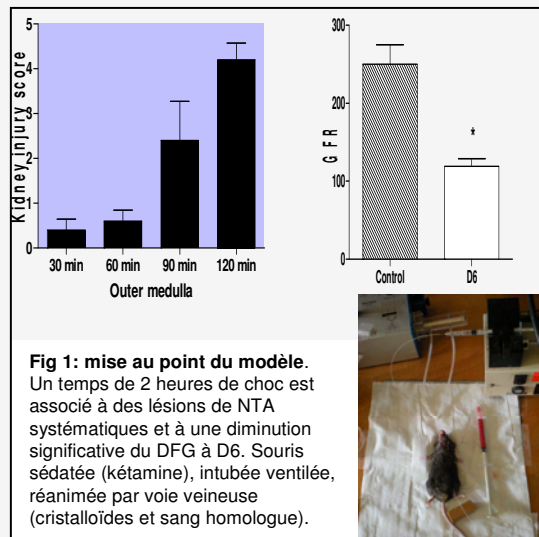 5
4
3
2
1
0
Kidney injury score
30 min 60 min 90 min 120 min
Outer medulla
300
200
100
0
GFR
*
Control D6
Fig 1: mise au point du modèle.
Un temps de 2 heures de choc est
associé à des lésions de NTA
systématiques et à une diminution
significative du DFG à D6. Souris
sédatée (kétamine), intubée ventilée,
réanimée par voie veineuse
(cristalloïdes et sang homologue).